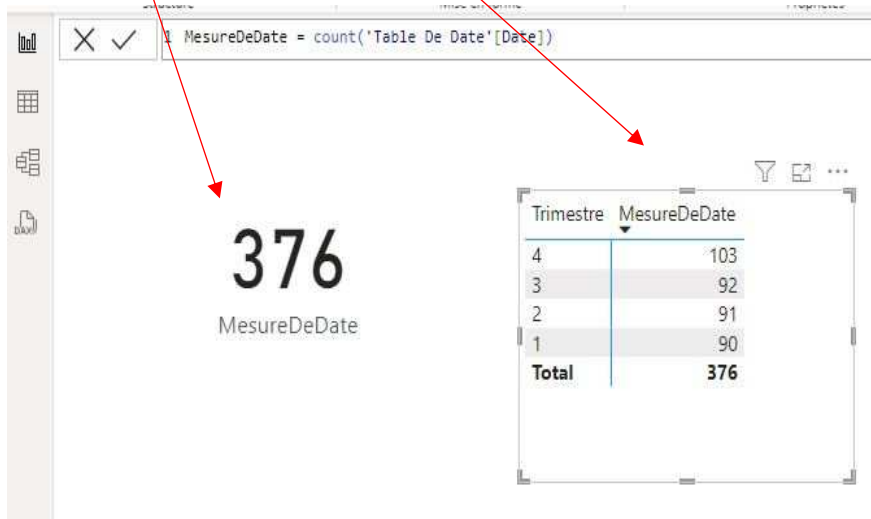 1 MesureDeDate = count('Table De Date'[Date])
DAX
376
MesureDeDate
Trimestre MesureDeDate
4 103
3 92
2 91
1 90
Total 376